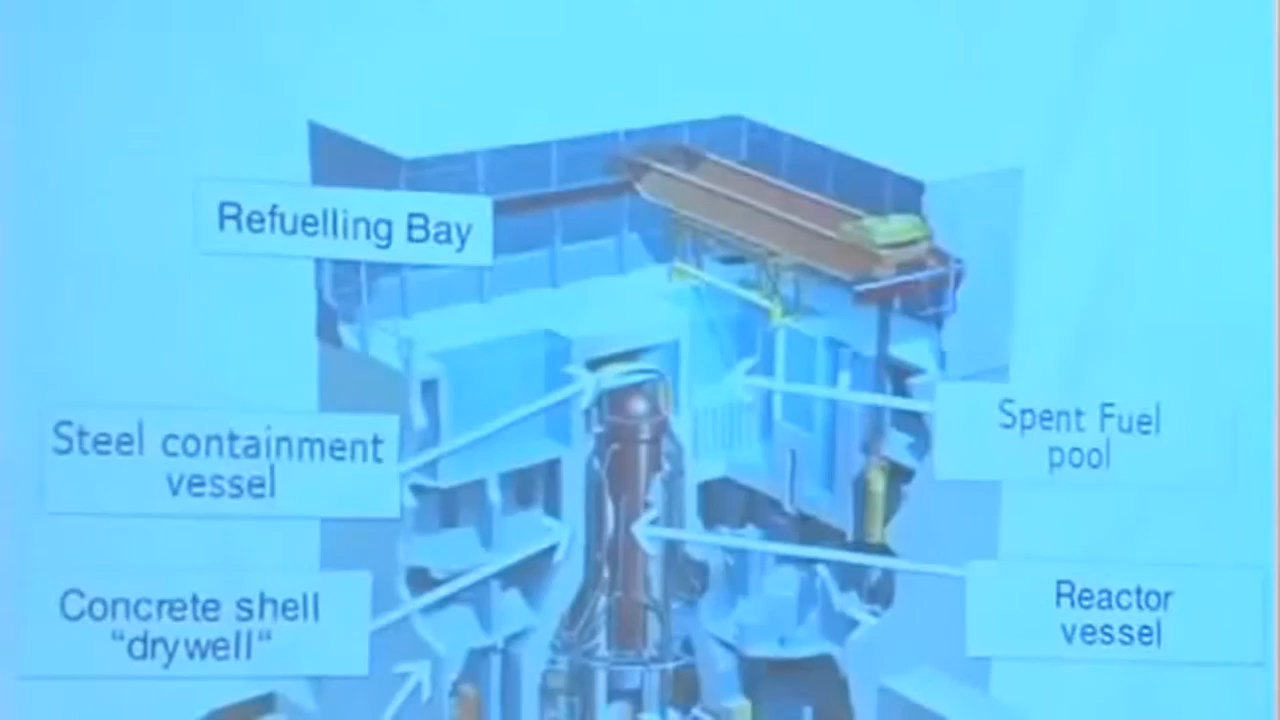 Refuelling Bay
Steel containment
vessel
Spent Fuel
pool
Concrete shell
“drywell“
Reactor
vessel